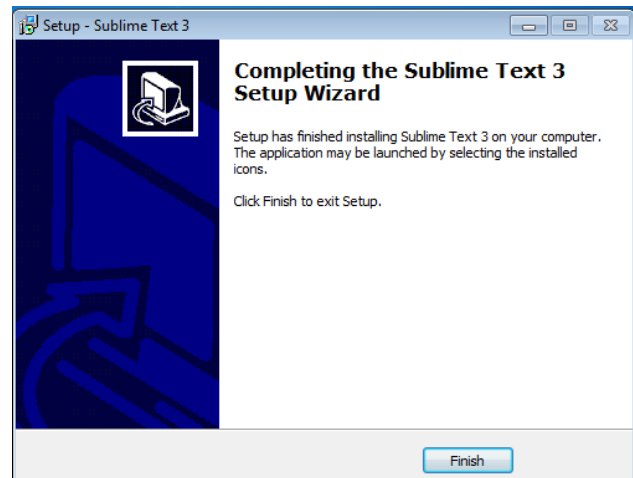 Setup - Sublime Text 3
Completing the Sublime Text 3
Setup Wizard
Setup has finished installing Sublime Text 3 on your computer.
The application may be launched by selecting the installed
icons.
Click Finish to exit Setup.
Finish